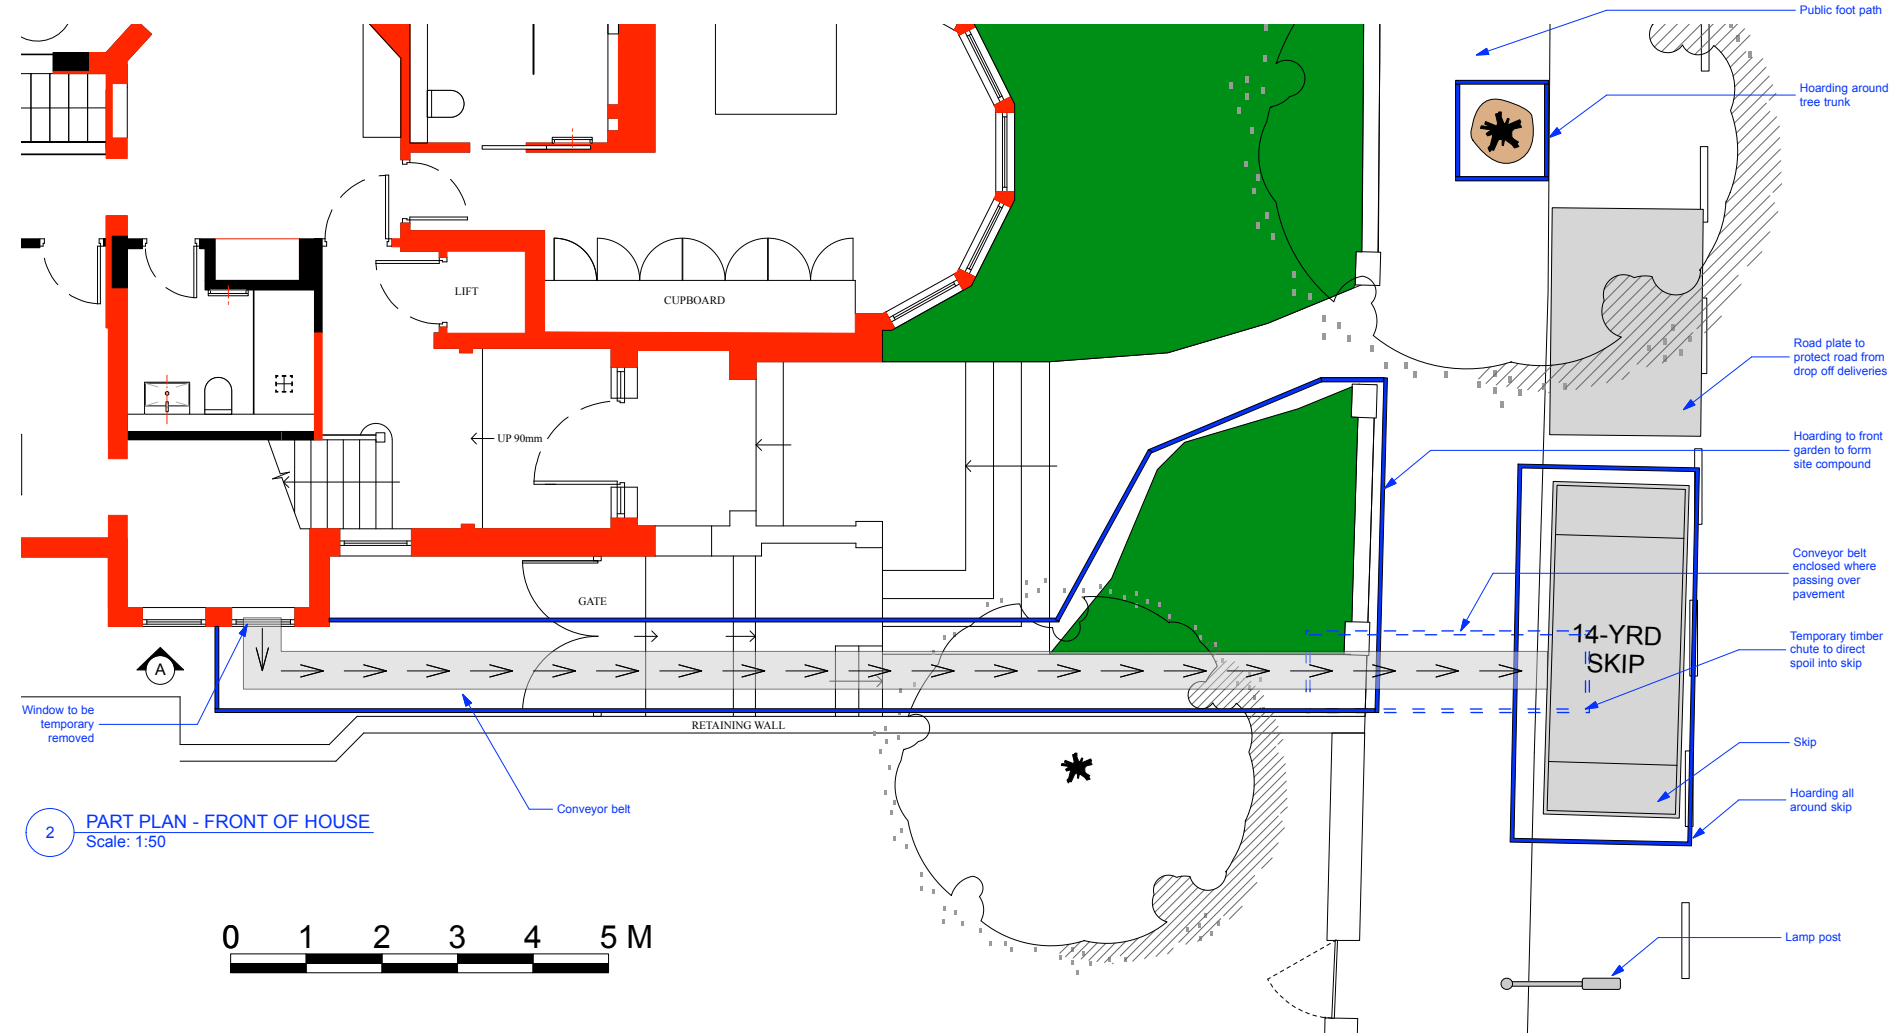 Public foot path
Hoarding around
tree trunk
LIFT
CUPBOARD
Road plate to
protect road from
drop off deliveries
UP 90mm
Hoarding to front
garden to form
site compound
Conveyor belt
enclosed where
passing over
pavement
GATE
14-YRD
SKIP
Temporary timber
chute to direct
spoil into skip
A
Window to be
temporary
removed
RETAINING WALL
Skip
Conveyor belt
Hoarding all
around skip
2
PART PLAN - FRONT OF HOUSE
Scale: 1:50
0 1 2 3 4 5 M
Lamp post